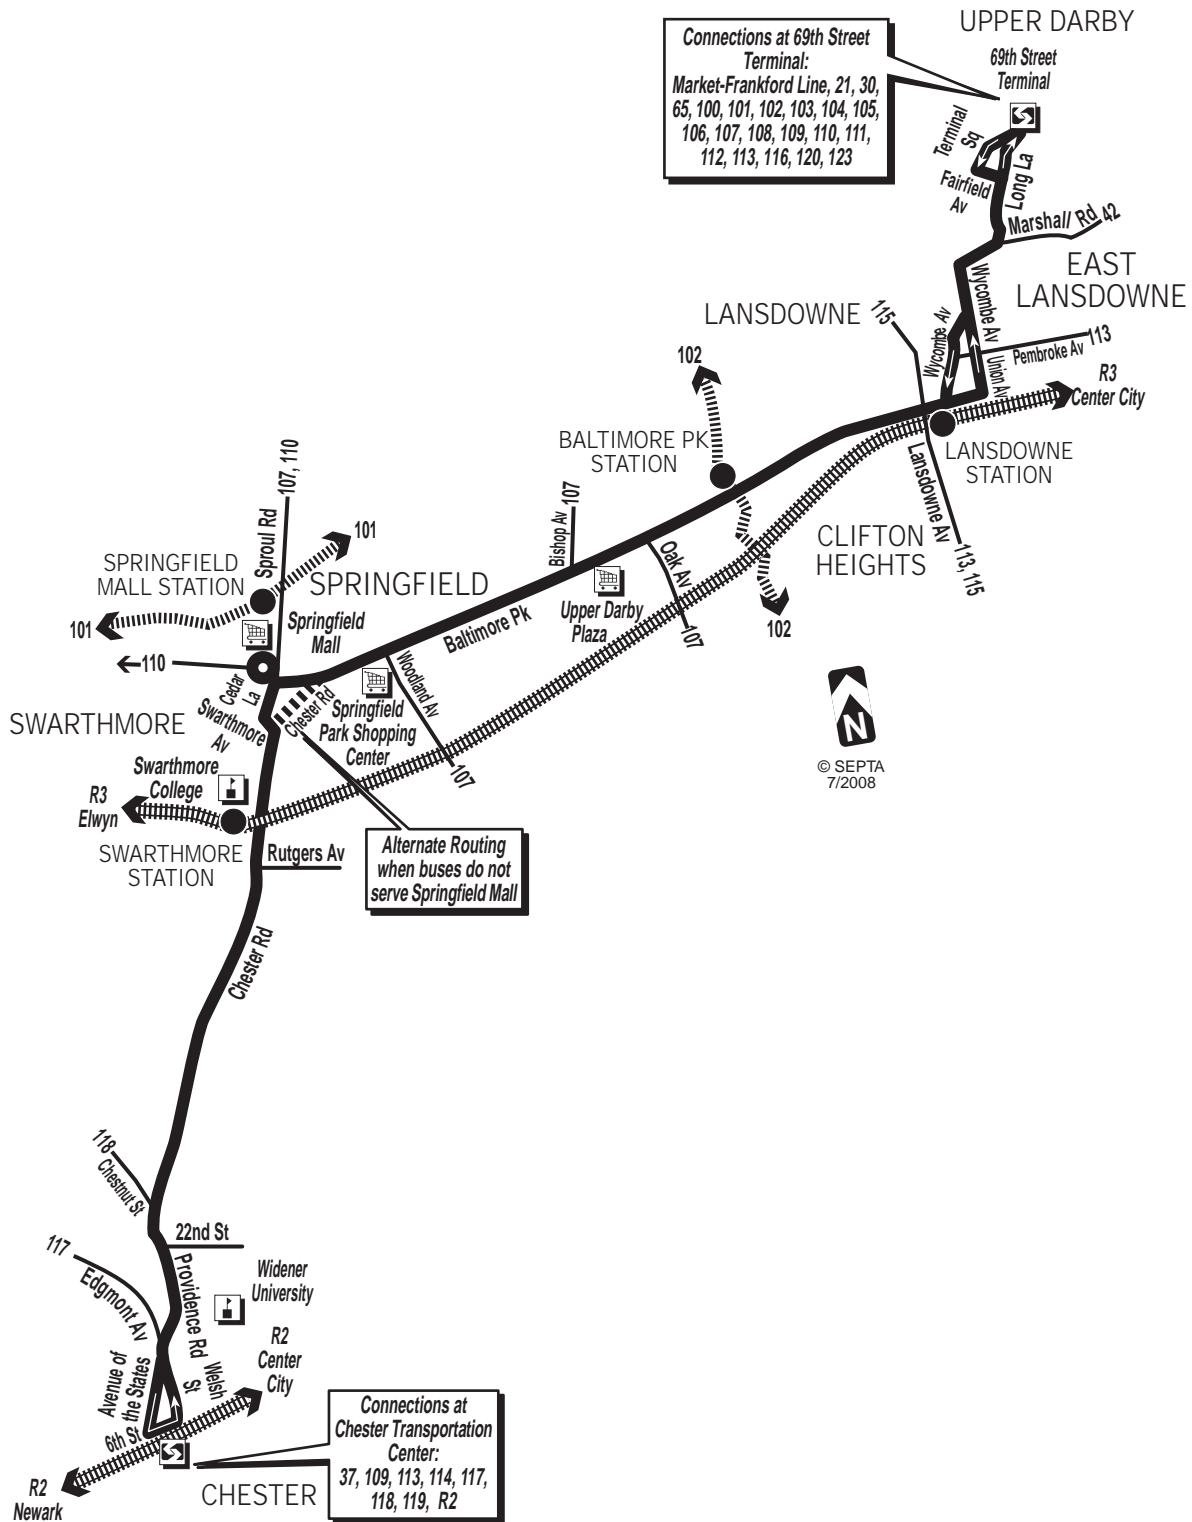 UPPER DARBY
69th Street
Terminal
Connections at 69th Street
Terminal:
Market-Frankford Line, 21, 30,
65, 100, 101, 102, 103, 104, 105,
106, 107, 108, 109, 110, 111,
112, 113, 116, 120, 123
Terminal
Sq
Fairfield
Av
Long La
Marshall Rd 42
EAST
LANSDOWNE
Wycombe Av
Wycombe Av
LANSDOWNE
115
113
Pembroke Av
Union Av
R3
Center City
102
BALTIMORE PK
STATION
LANSDOWNE
STATION
Lansdowne Av
113, 115
CLIFTON
HEIGHTS
107, 110
Sproul Rd
101
107
Bishop Av
Oak Av
107
102
SPRINGFIELD
MALL STATION
SPRINGFIELD
101
Springfield
Mall
Upper Darby
Plaza
Baltimore Pk
110
Cedar
La
Chester Rd
Woodland Av
107
Springfield
Park Shopping
Center
SWARTHMORE
Swarthmore
Av
N
© SEPTA
7/2008
Swarthmore
College
R3
Elwyn
SWARTHMORE
STATION
Rutgers Av
Alternate Routing
when buses do not
serve Springfield Mall
Chester Rd
118
Chestnut St
22nd St
117
Edgmont Av
Providence Rd
Widener
University
R2
Center
City
Avenue of
the States
Welsh
St
6th St
Connections at
Chester Transportation
Center:
37, 109, 113, 114, 117,
118, 119, R2
R2
Newark
CHESTER